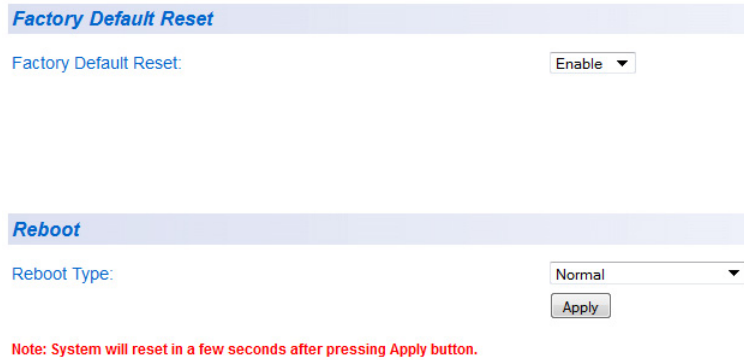 Factory Default Reset
Factory Default Reset: Enable
Reboot
Reboot Type: Normal
Apply
Note: System will reset in a few seconds after pressing Apply button.